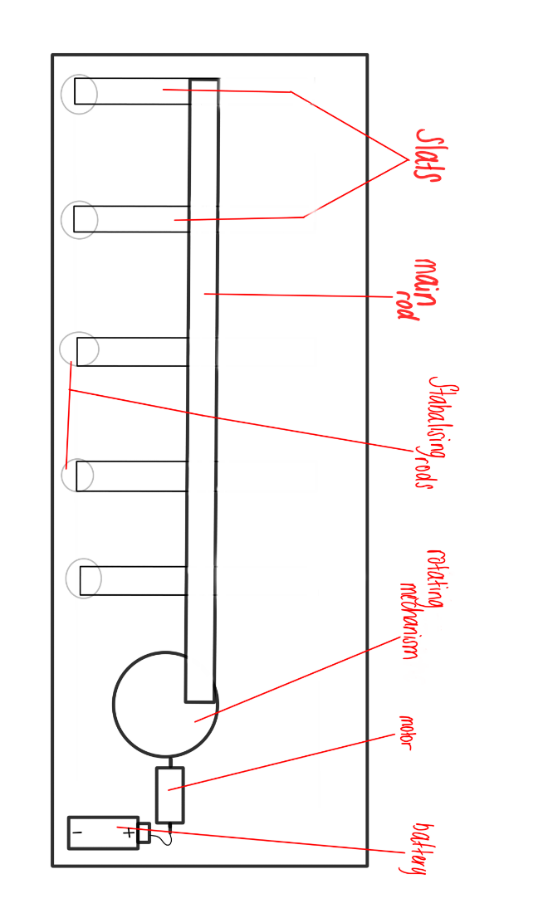 slats
main
rod
Stabalising
rods
rotating
mechanism
motor
battery
+
-